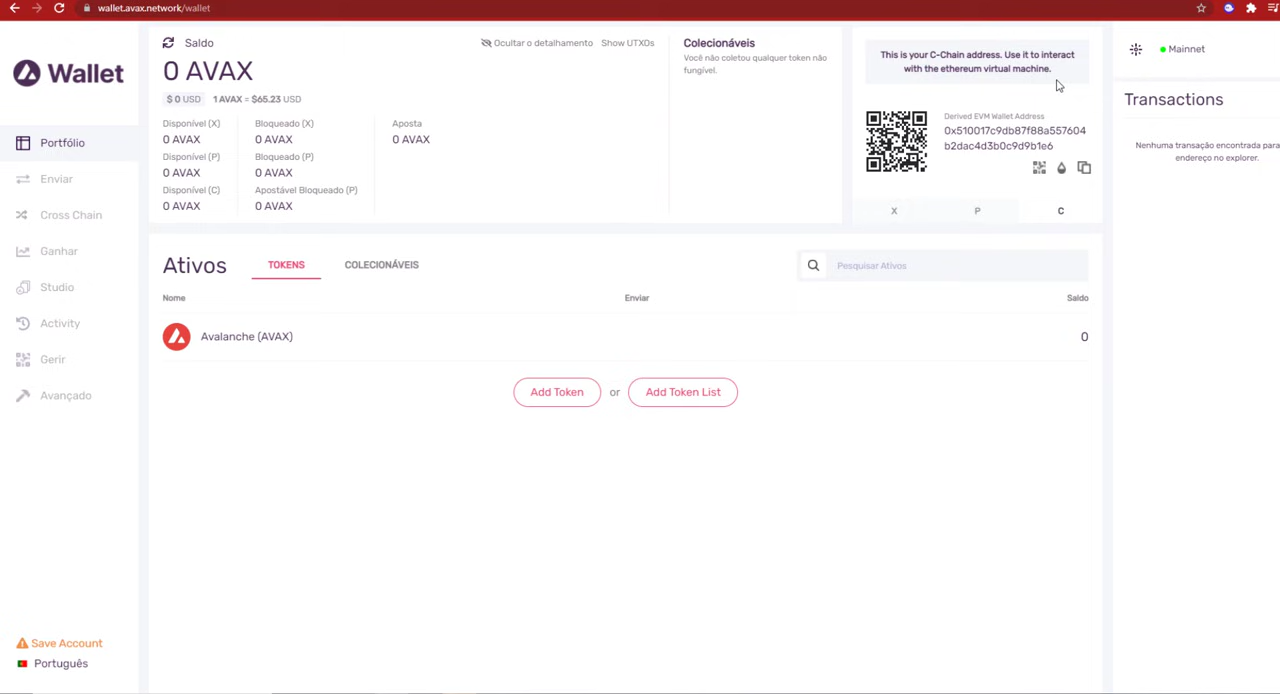 wallet.avax.network/wallet
Wallet
Portfólio
Enviar
Cross Chain
Ganhar
Studio
Activity
Gerir
Avançado
Save Account
Português
Saldo
Ocultar o detalhamento Show UTXOs
0 AVAX
$ 0 USD 1 AVAX = $65.23 USD
Disponível (X) Bloqueado (X) Aposta
0 AVAX 0 AVAX 0 AVAX
Disponível (P) Bloqueado (P)
0 AVAX 0 AVAX
Disponível (C) Apostável Bloqueado (P)
0 AVAX 0 AVAX
Colecionáveis
Você não coletou qualquer token não
fungível.
This is your C-Chain address. Use it to interact
with the ethereum virtual machine.
Derived EVM Wallet Address
0x510017c9db87f88a557604
b2dac4d3b0c9d9b1e6
X P C
Mainnet
Transactions
Nenhuma transação encontrada para
endereço no explorer.
Ativos TOKENS COLECIONÁVEIS Pesquisar Ativos
Nome Enviar Saldo
Avalanche (AVAX) 0
Add Token or Add Token List